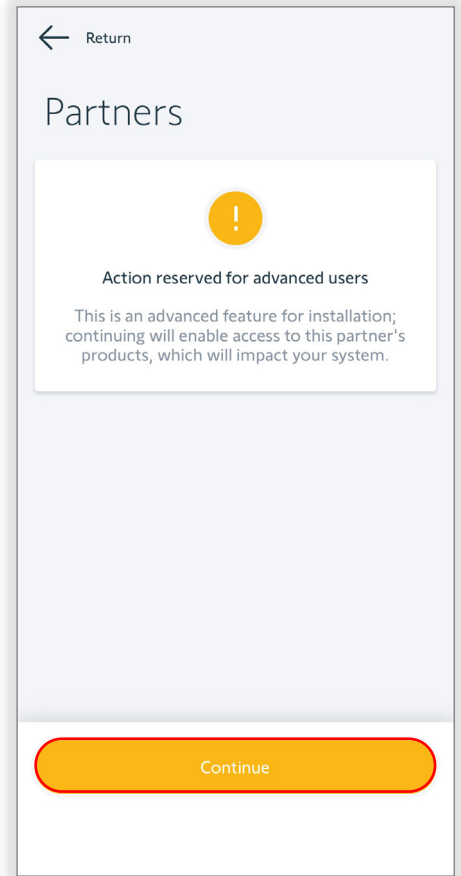 Return
Partners
!
Action reserved for advanced users
This is an advanced feature for installation;
continuing will enable access to this partner's
products, which will impact your system.
Continue